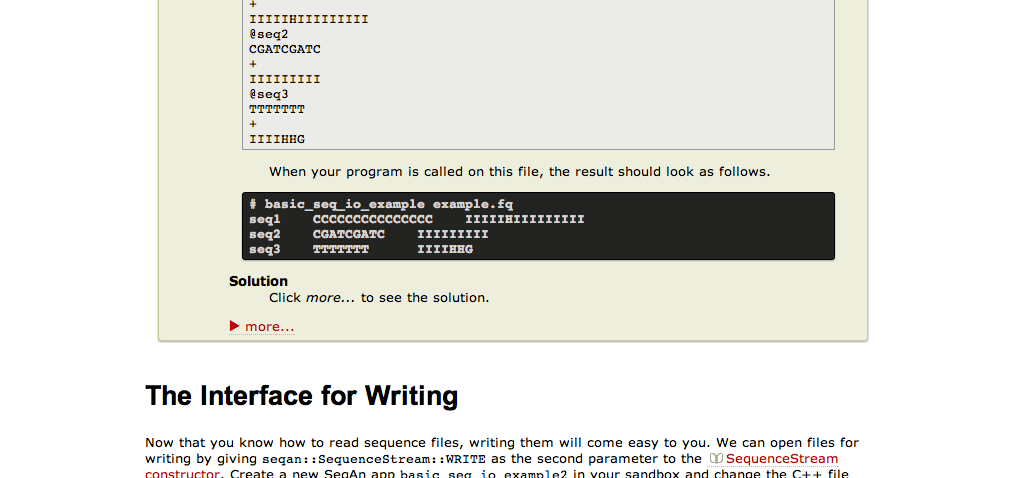 +
IIIIIHIIIIIIIII
@seq2
CGATCGATC
+
IIIIIIIII
@seq3
TTTTTTT
+
IIIIHHG
When your program is called on this file, the result should look as follows.
# basic_seq_io_example example.fq
seq1    CCCCCCCCCCCCCCC    IIIIIHIIIIIIIII
seq2    CGATCGATC    IIIIIIIII
seq3    TTTTTTT      IIIIHHG
Solution
Click more... to see the solution.
more...
The Interface for Writing
Now that you know how to read sequence files, writing them will come easy to you. We can open files for
writing by giving seqan::SequenceStream::WRITE as the second parameter to the SequenceStream
constructor. Create a new SeqAn app basic_seq_io_example2 in your sandbox and change the C++ file